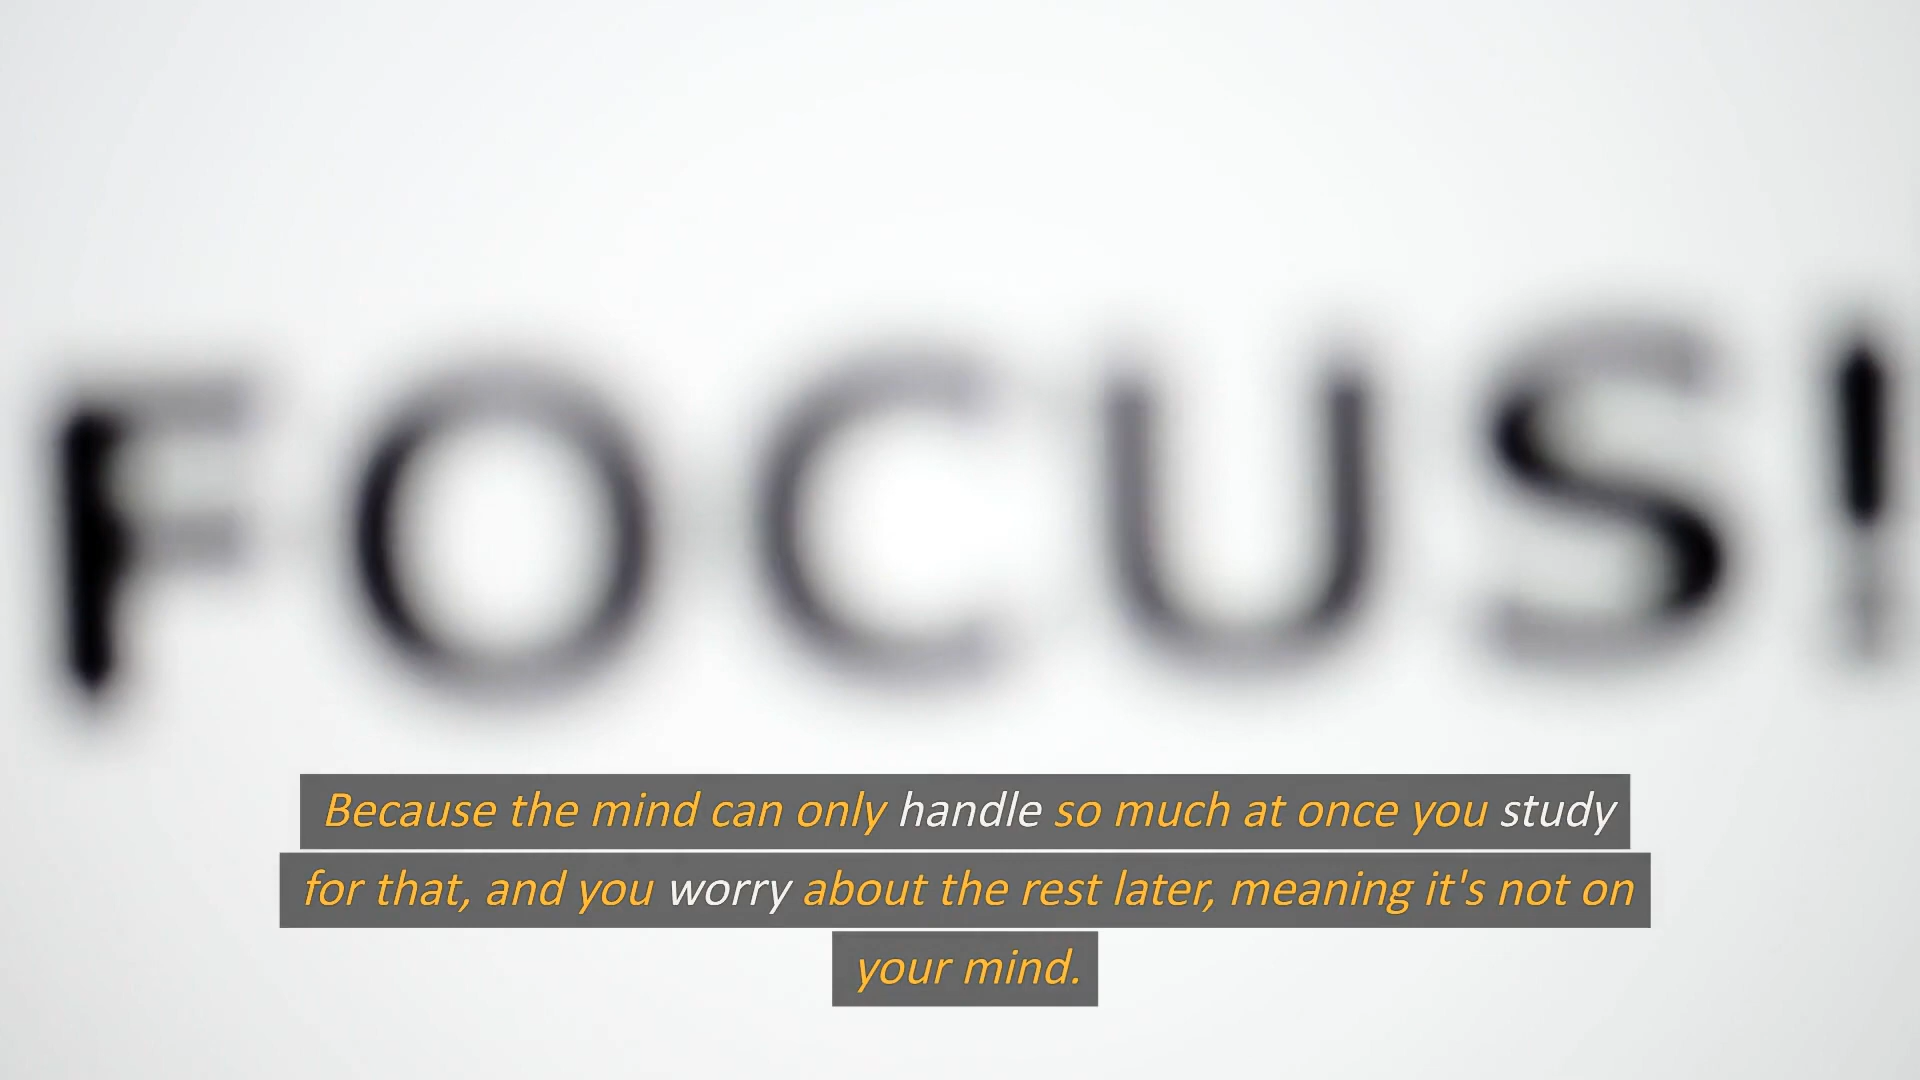 FOCUS!
Because the mind can only handle so much at once you study
for that, and you worry about the rest later, meaning it's not on
your mind.